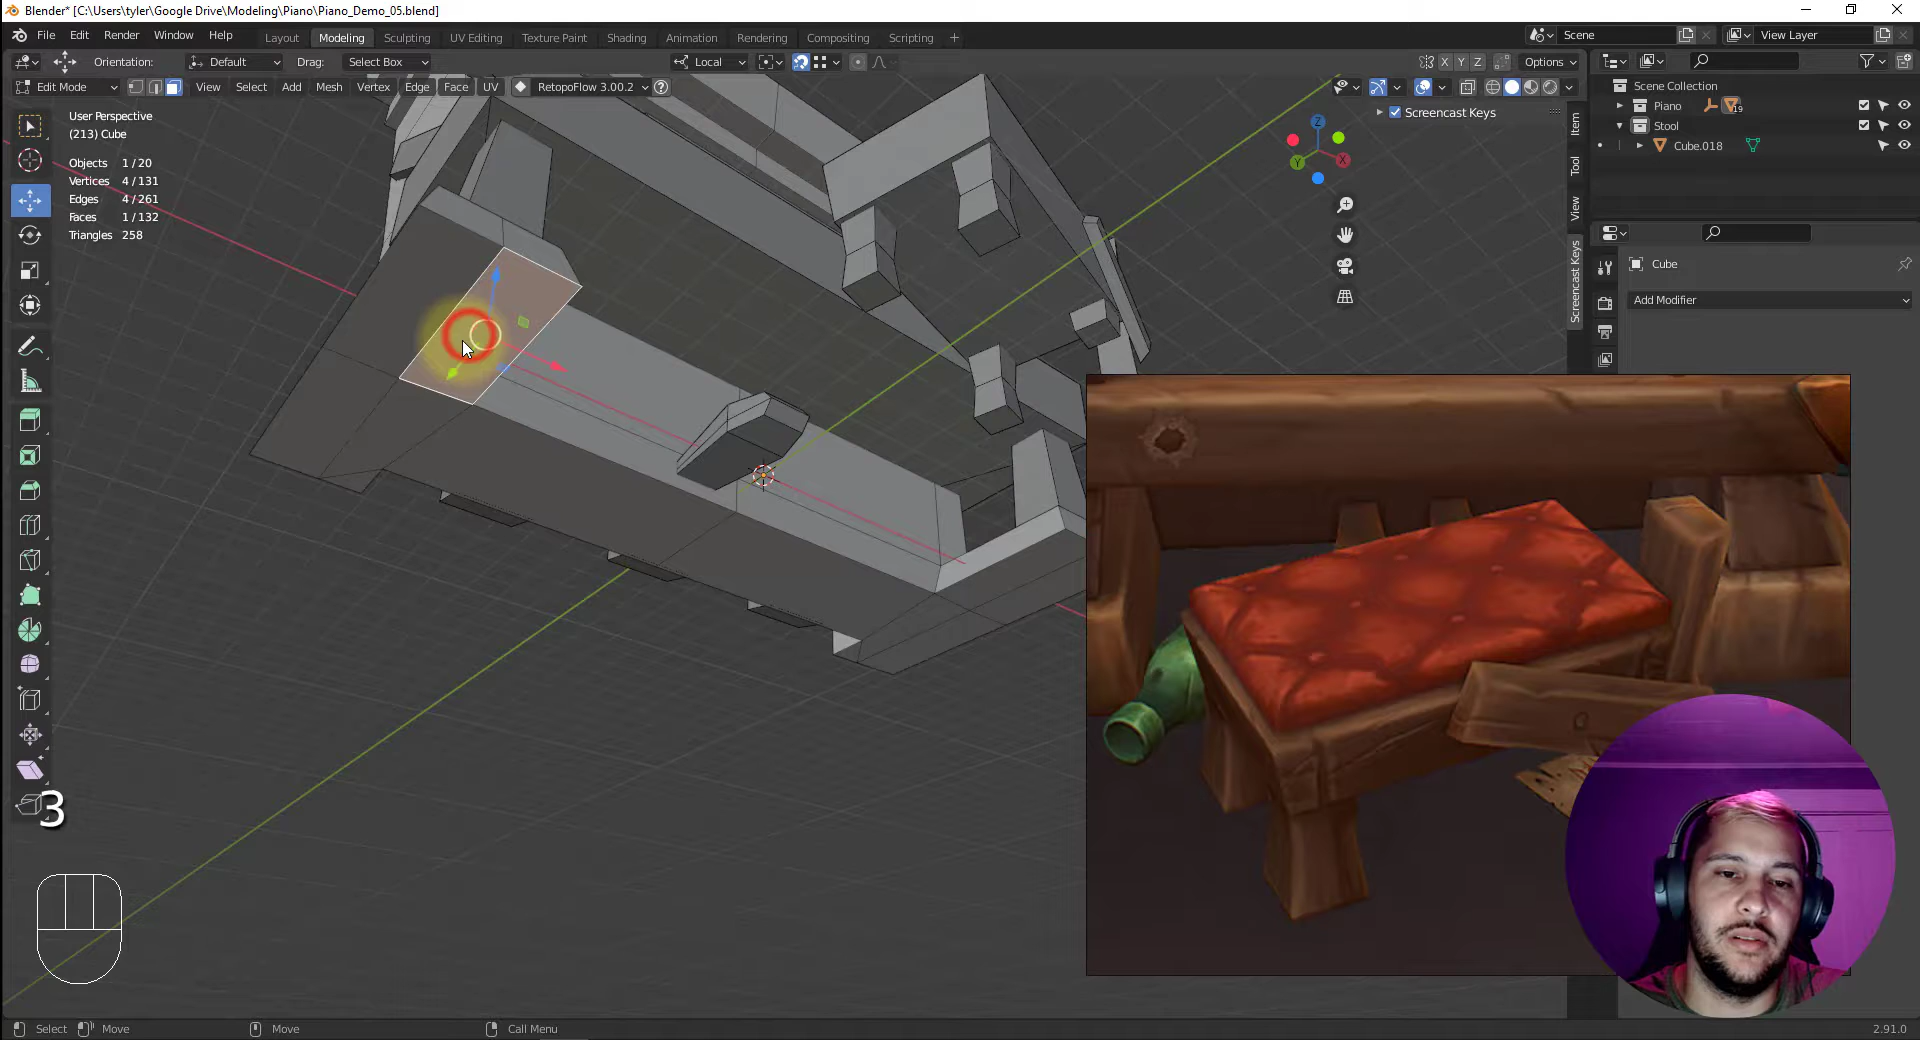 Blender* [C:\Users\tyler\Google Drive\Modeling\Piano\Piano_Demo_05.blend]
File Edit Render Window Help Layout Modeling Sculpting UV Editing Texture Paint Shading Animation Rendering Compositing Scripting + Scene View Layer
Orientation: Default Drag: Select Box Local X Y Z Options
Edit Mode View Select Add Mesh Vertex Edge Face UV RetopoFlow 3.00.2 ?
User Perspective
(213) Cube
Objects 1 / 20
Vertices 4 / 131
Edges 4 / 261
Faces 1 / 132
Triangles 258
Screencast Keys
Z
Y
X
Item
Tool
View
Screencast Keys
Scene Collection
Piano 19
Stool
Cube.018
Cube
Add Modifier
3
Select Move Move Call Menu 2.91.0